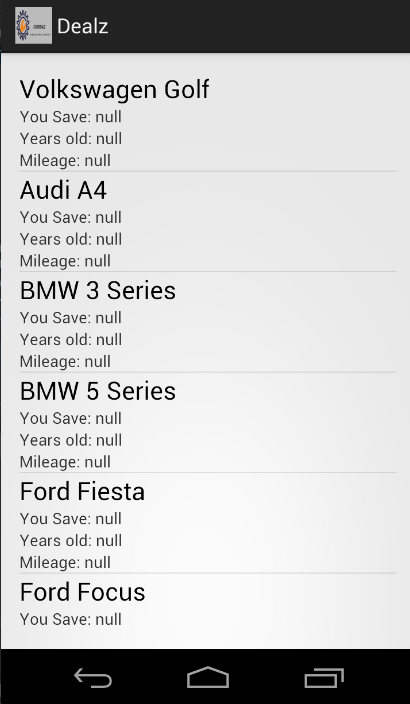 Dealz
Volkswagen Golf
You Save: null
Years old: null
Mileage: null
Audi A4
You Save: null
Years old: null
Mileage: null
BMW 3 Series
You Save: null
Years old: null
Mileage: null
BMW 5 Series
You Save: null
Years old: null
Mileage: null
Ford Fiesta
You Save: null
Years old: null
Mileage: null
Ford Focus
You Save: null